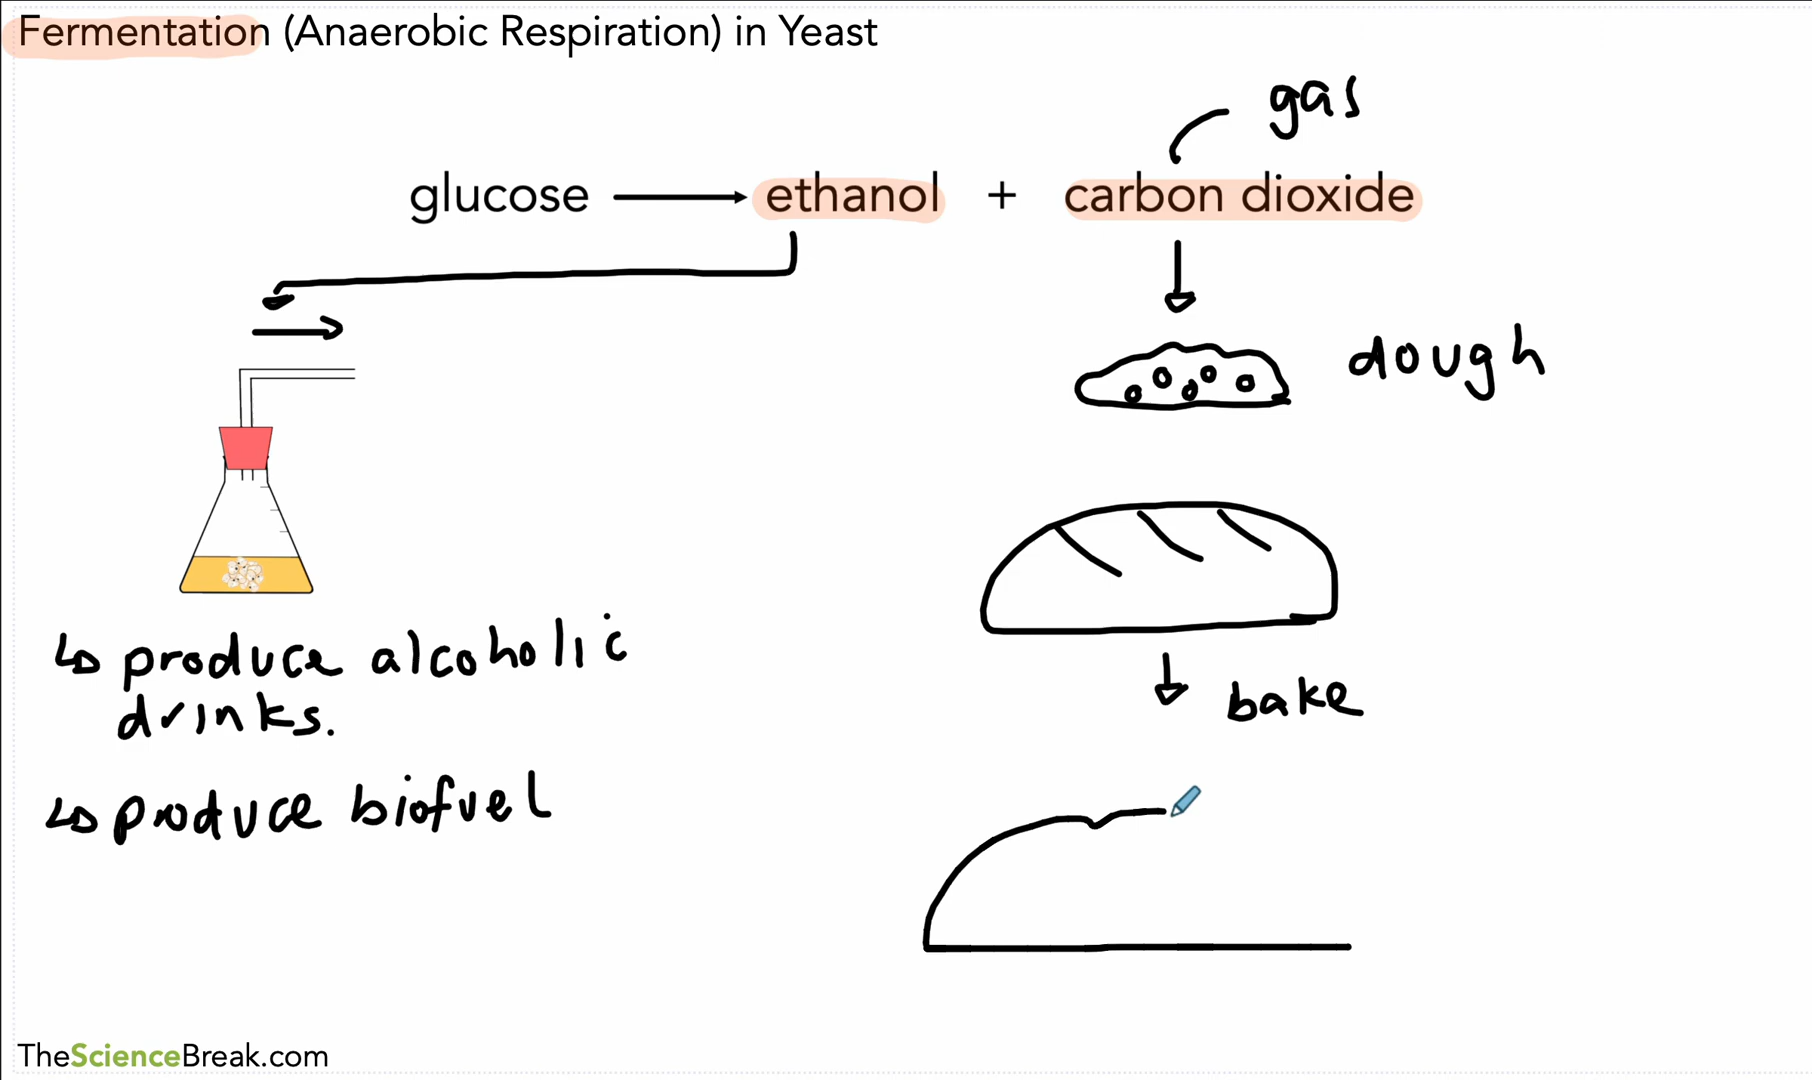 Fermentation (Anaerobic Respiration) in Yeast
gas
glucose → ethanol + carbon dioxide
dough
↳ produce alcoholic
drinks.
bake
↳ produce biofuel
TheScienceBreak.com